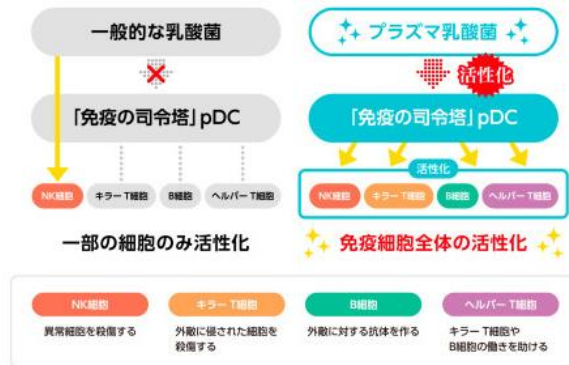 一般的な乳酸菌
プラズマ乳酸菌
活性化
「免疫の司令塔」pDC
「免疫の司令塔」pDC
活性化
NK細胞
キラーT細胞
B細胞
ヘルパーT細胞
NK細胞
キラーT細胞
B細胞
ヘルパーT細胞
一部の細胞のみ活性化
免疫細胞全体の活性化
NK細胞
異常細胞を殺傷する
キラーT細胞
外敵に侵された細胞を
殺傷する
B細胞
外敵に対する抗体を作る
ヘルパーT細胞
キラーT細胞や
B細胞の働きを助ける